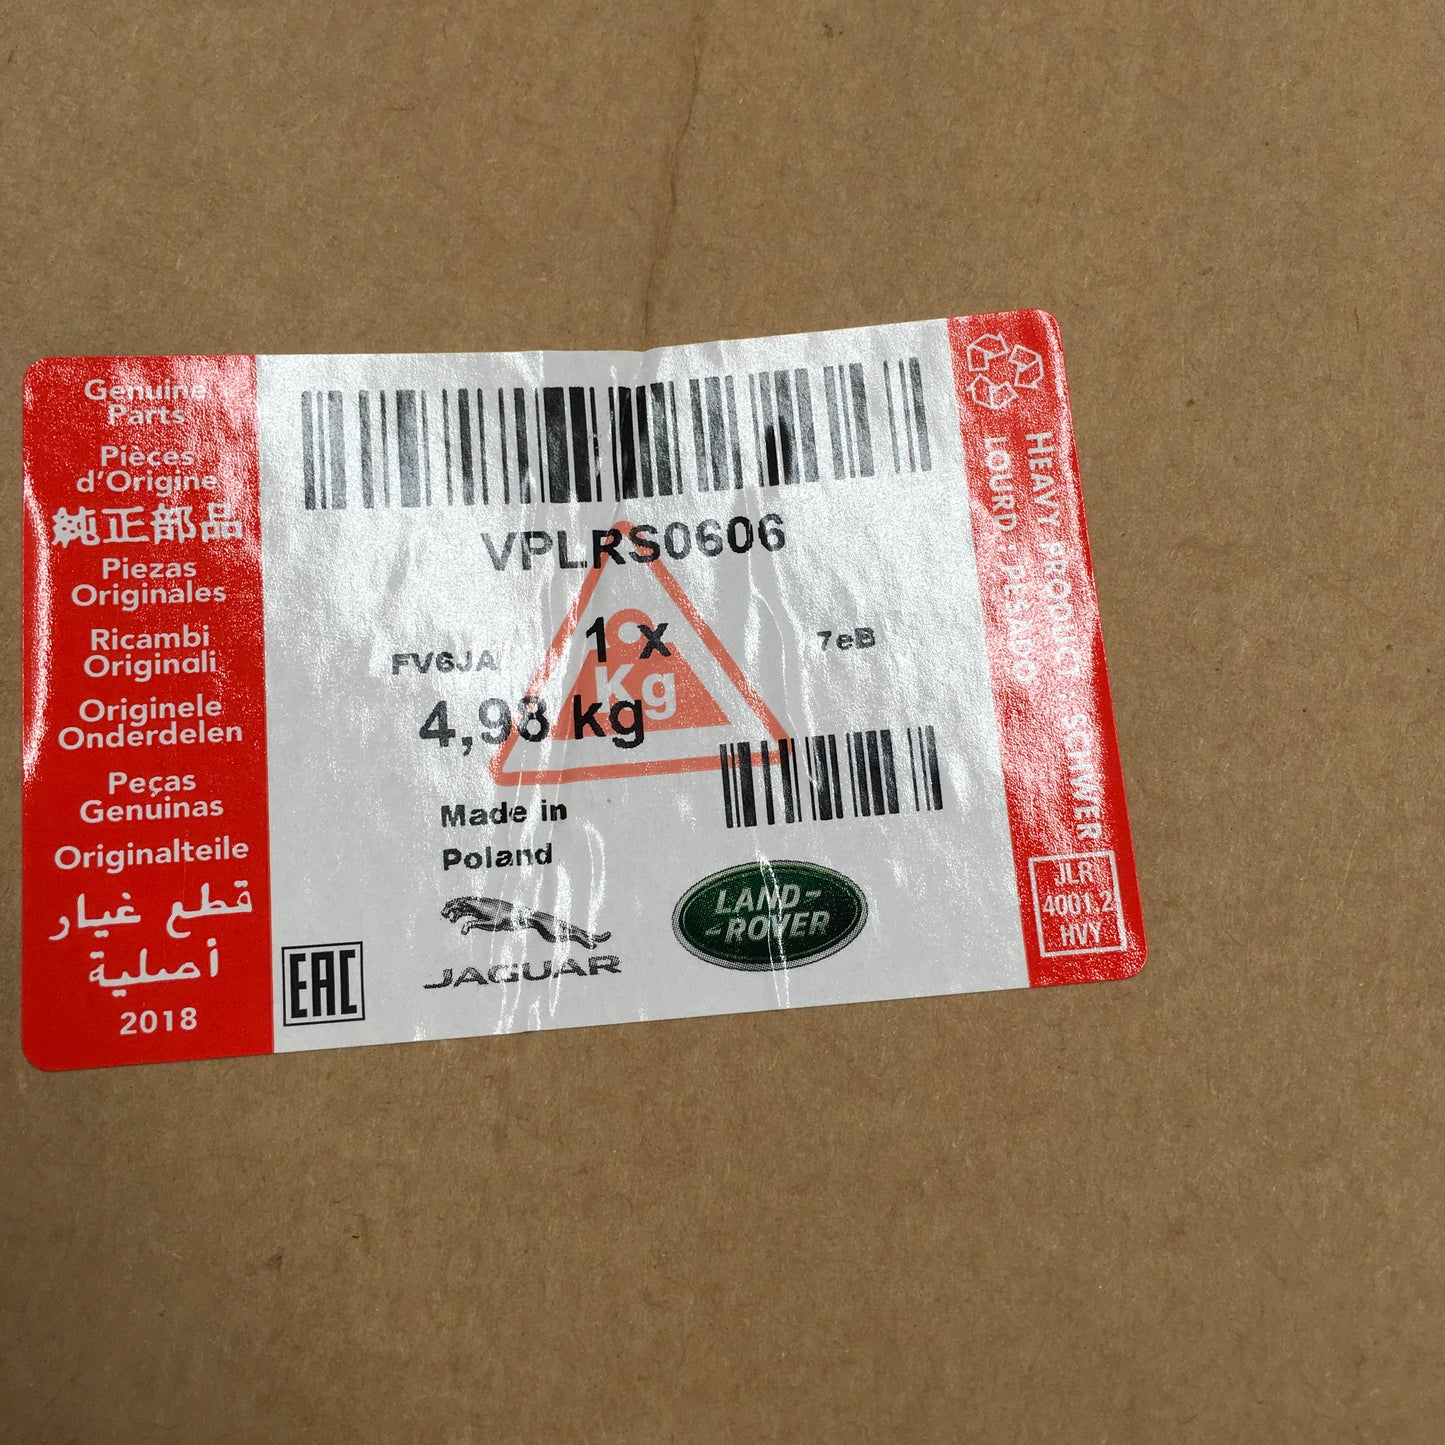 Genuine
Parts
Pièces
d'Origine
純正部品
Piezas
Originales
Ricambi
Originali
Originele
Onderdelen
Peças
Genuinas
Originalteile
قطع غيار
أصلية
2018
EAC
VPLRS0606
FV6JA
1 x
7eB
Kg
4,98 kg
Made in
Poland
JAGUAR
LAND-
-ROVER
HEAVY PRODUCT : SCHWER
LOURD : PESADO
JLR
4001.2
HVY